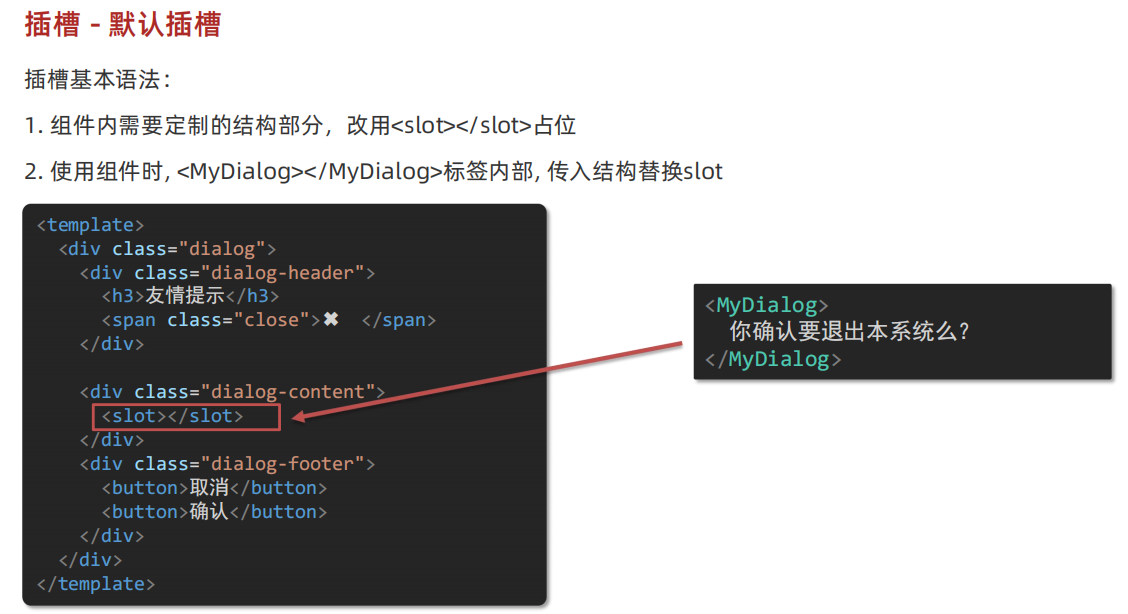 插槽 - 默认插槽
插槽基本语法：
1. 组件内需要定制的结构部分，改用<slot></slot>占位
2. 使用组件时, <MyDialog></MyDialog>标签内部, 传入结构替换slot
<template>
  <div class="dialog">
    <div class="dialog-header">
      <h3>友情提示</h3>
      <span class="close">✖ </span>
    </div>
    <div class="dialog-content">
      <slot></slot>
    </div>
    <div class="dialog-footer">
      <button>取消</button>
      <button>确认</button>
    </div>
  </div>
</template>
<MyDialog>
  你确认要退出本系统么？
</MyDialog>